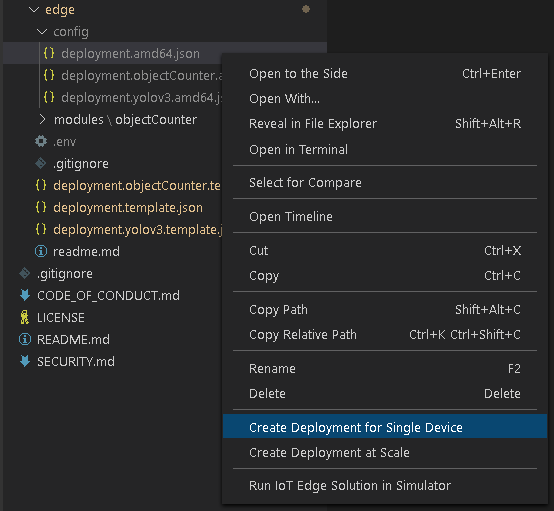 edge
config
deployment.amd64.json
deployment.objectCounter.a
deployment.yolov3.amd64.js
modules \ objectCounter
.env
.gitignore
deployment.objectCounter.te
deployment.template.json
deployment.yolov3.template.j
readme.md
.gitignore
CODE_OF_CONDUCT.md
LICENSE
README.md
SECURITY.md
Open to the Side Ctrl+Enter
Open With...
Reveal in File Explorer Shift+Alt+R
Open in Terminal
Select for Compare
Open Timeline
Cut Ctrl+X
Copy Ctrl+C
Copy Path Shift+Alt+C
Copy Relative Path Ctrl+K Ctrl+Shift+C
Rename F2
Delete Delete
Create Deployment for Single Device
Create Deployment at Scale
Run IoT Edge Solution in Simulator